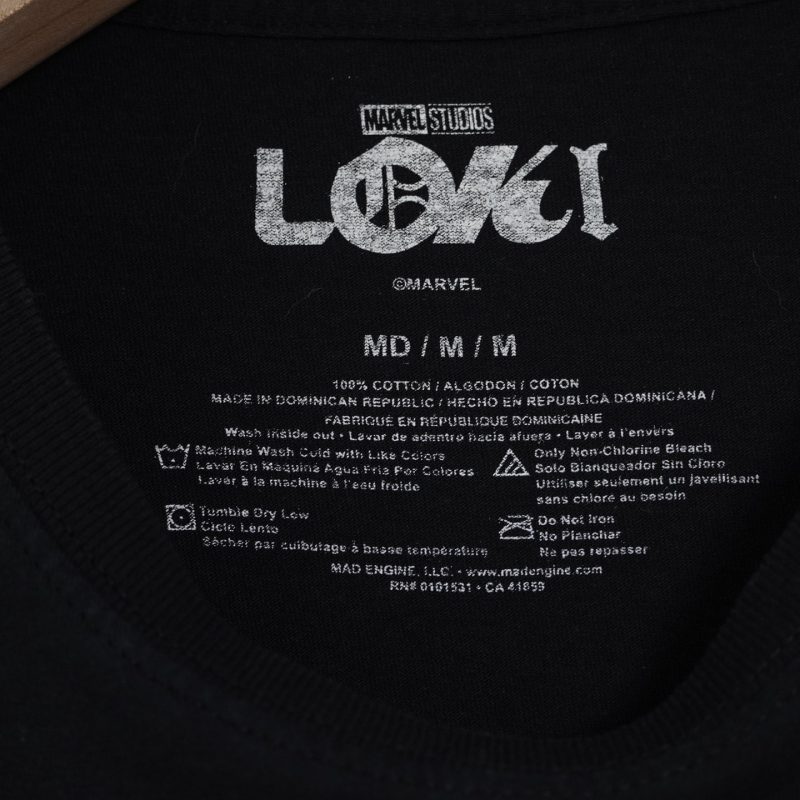 MARVEL STUDIOS
LOKI
©MARVEL
MD / M / M
100% COTTON / ALGODON / COTON
MADE IN DOMINICAN REPUBLIC / HECHO EN REPUBLICA DOMINICANA /
FABRIQUÉ EN RÉPUBLIQUE DOMINICAINE
Wash inside out • Lavar de adentro hacia afuera • Laver à l'envers
Machine Wash Cold with Like Colors
Lavar En Maquina Agua Fria Por Colores
Laver à la machine à l'eau froide
Only Non-Chlorine Bleach
Solo Blanqueador Sin Cloro
Utiliser seulement un javellisant
sans chlore au besoin
Tumble Dry Low
Ciclo Lento
Sécher par culbutage à basse température
Do Not Iron
No Planchar
Ne pas repasser
MAD ENGINE, LLC. • www.madengine.com
RN# 0101531 • CA 41859